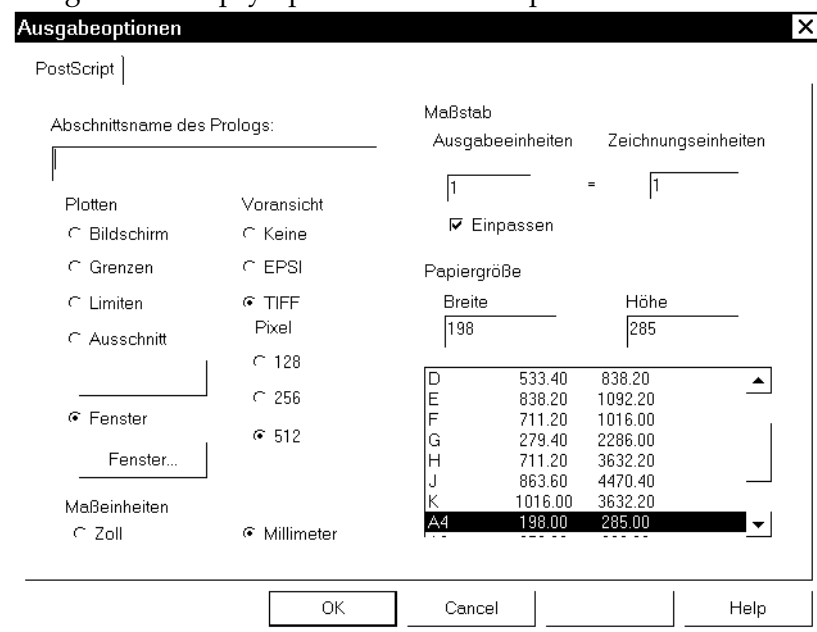 Ausgabeoptionen
PostScript
Abschnittsname des Prologs:
Plotten
Bildschirm
Grenzen
Limiten
Ausschnitt
Fenster
Fenster...
Maßeinheiten
Zoll
Voransicht
Keine
EPSI
TIFF
Pixel
128
256
512
Millimeter
Maßstab
Ausgabeeinheiten Zeichnungseinheiten
1 = 1
Einpassen
Papiergröße
Breite Höhe
198 285
D 533.40 838.20
E 838.20 1092.20
F 711.20 1016.00
G 279.40 2286.00
H 711.20 3632.20
J 863.60 4470.40
K 1016.00 3632.20
A4 198.00 285.00
OK Cancel Help